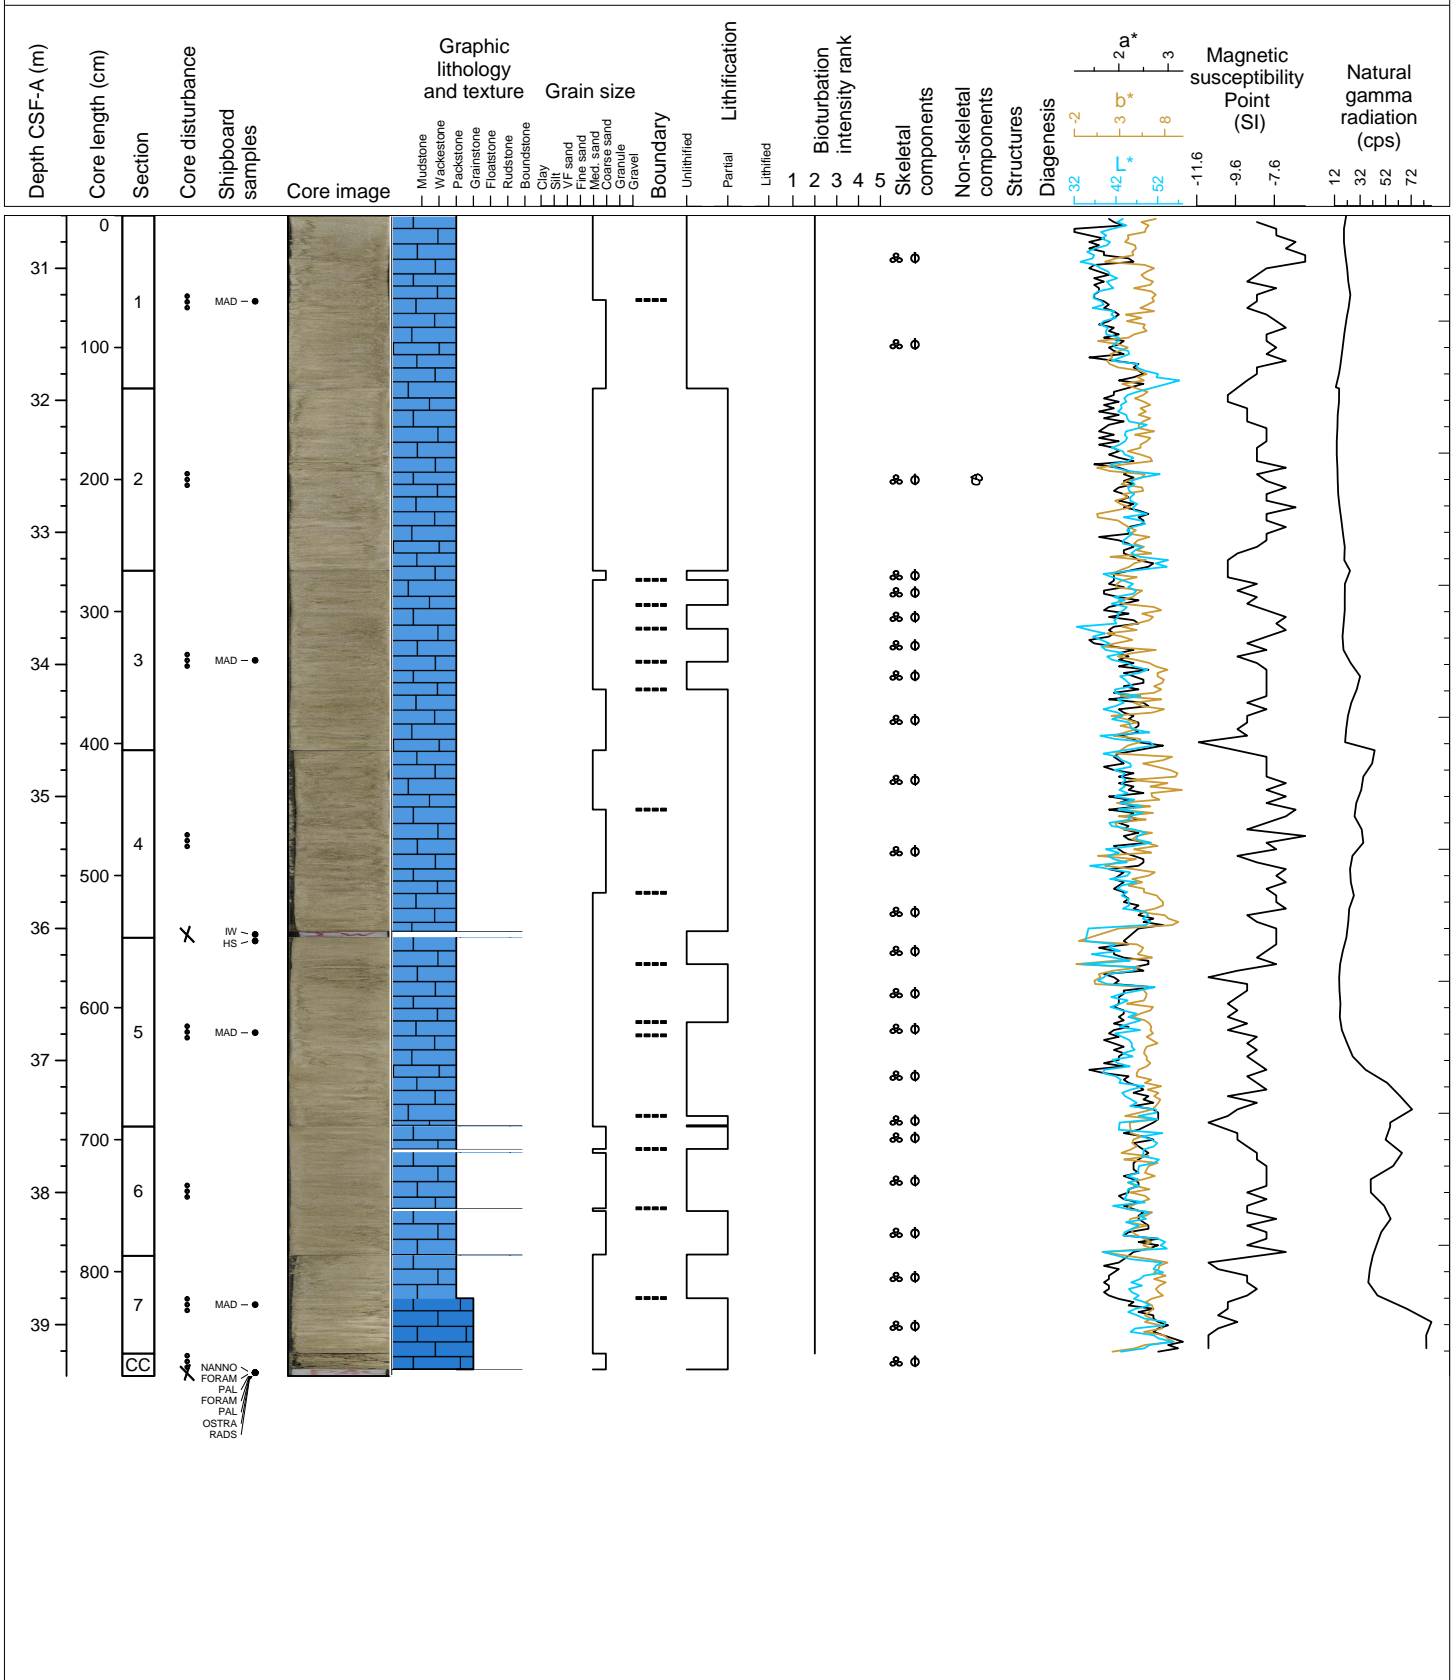 Depth CSF-A (m)
Core length (cm)
Section
Core disturbance
Shipboard
samples
Core image
Graphic
lithology
and texture
Mudstone
Wackestone
Packstone
Grainstone
Floatstone
Rudstone
Boundstone
Grain size
Clay
Silt
VF sand
Fine sand
Med. sand
Coarse sand
Granule
Gravel
Boundary
Lithification
Unlithified
Partial
Lithified
Bioturbation
intensity rank
1 2 3 4 5
Skeletal
components
Non-skeletal
components
Structures
Diagenesis
a*
2 3
b*
-2 3 8
L*
32 42 52
Magnetic
susceptibility
Point
(SI)
-11.6 -9.6 -7.6
Natural
gamma
radiation
(cps)
12 32 52 72
0
31
1
MAD
100
32
200
2
33
300
3
MAD
34
400
35
4
500
36
IW
HS
600
5
MAD
37
700
38
6
800
7
MAD
39
CC
NANNO
FORAM
PAL
FORAM
PAL
OSTRA
RADS